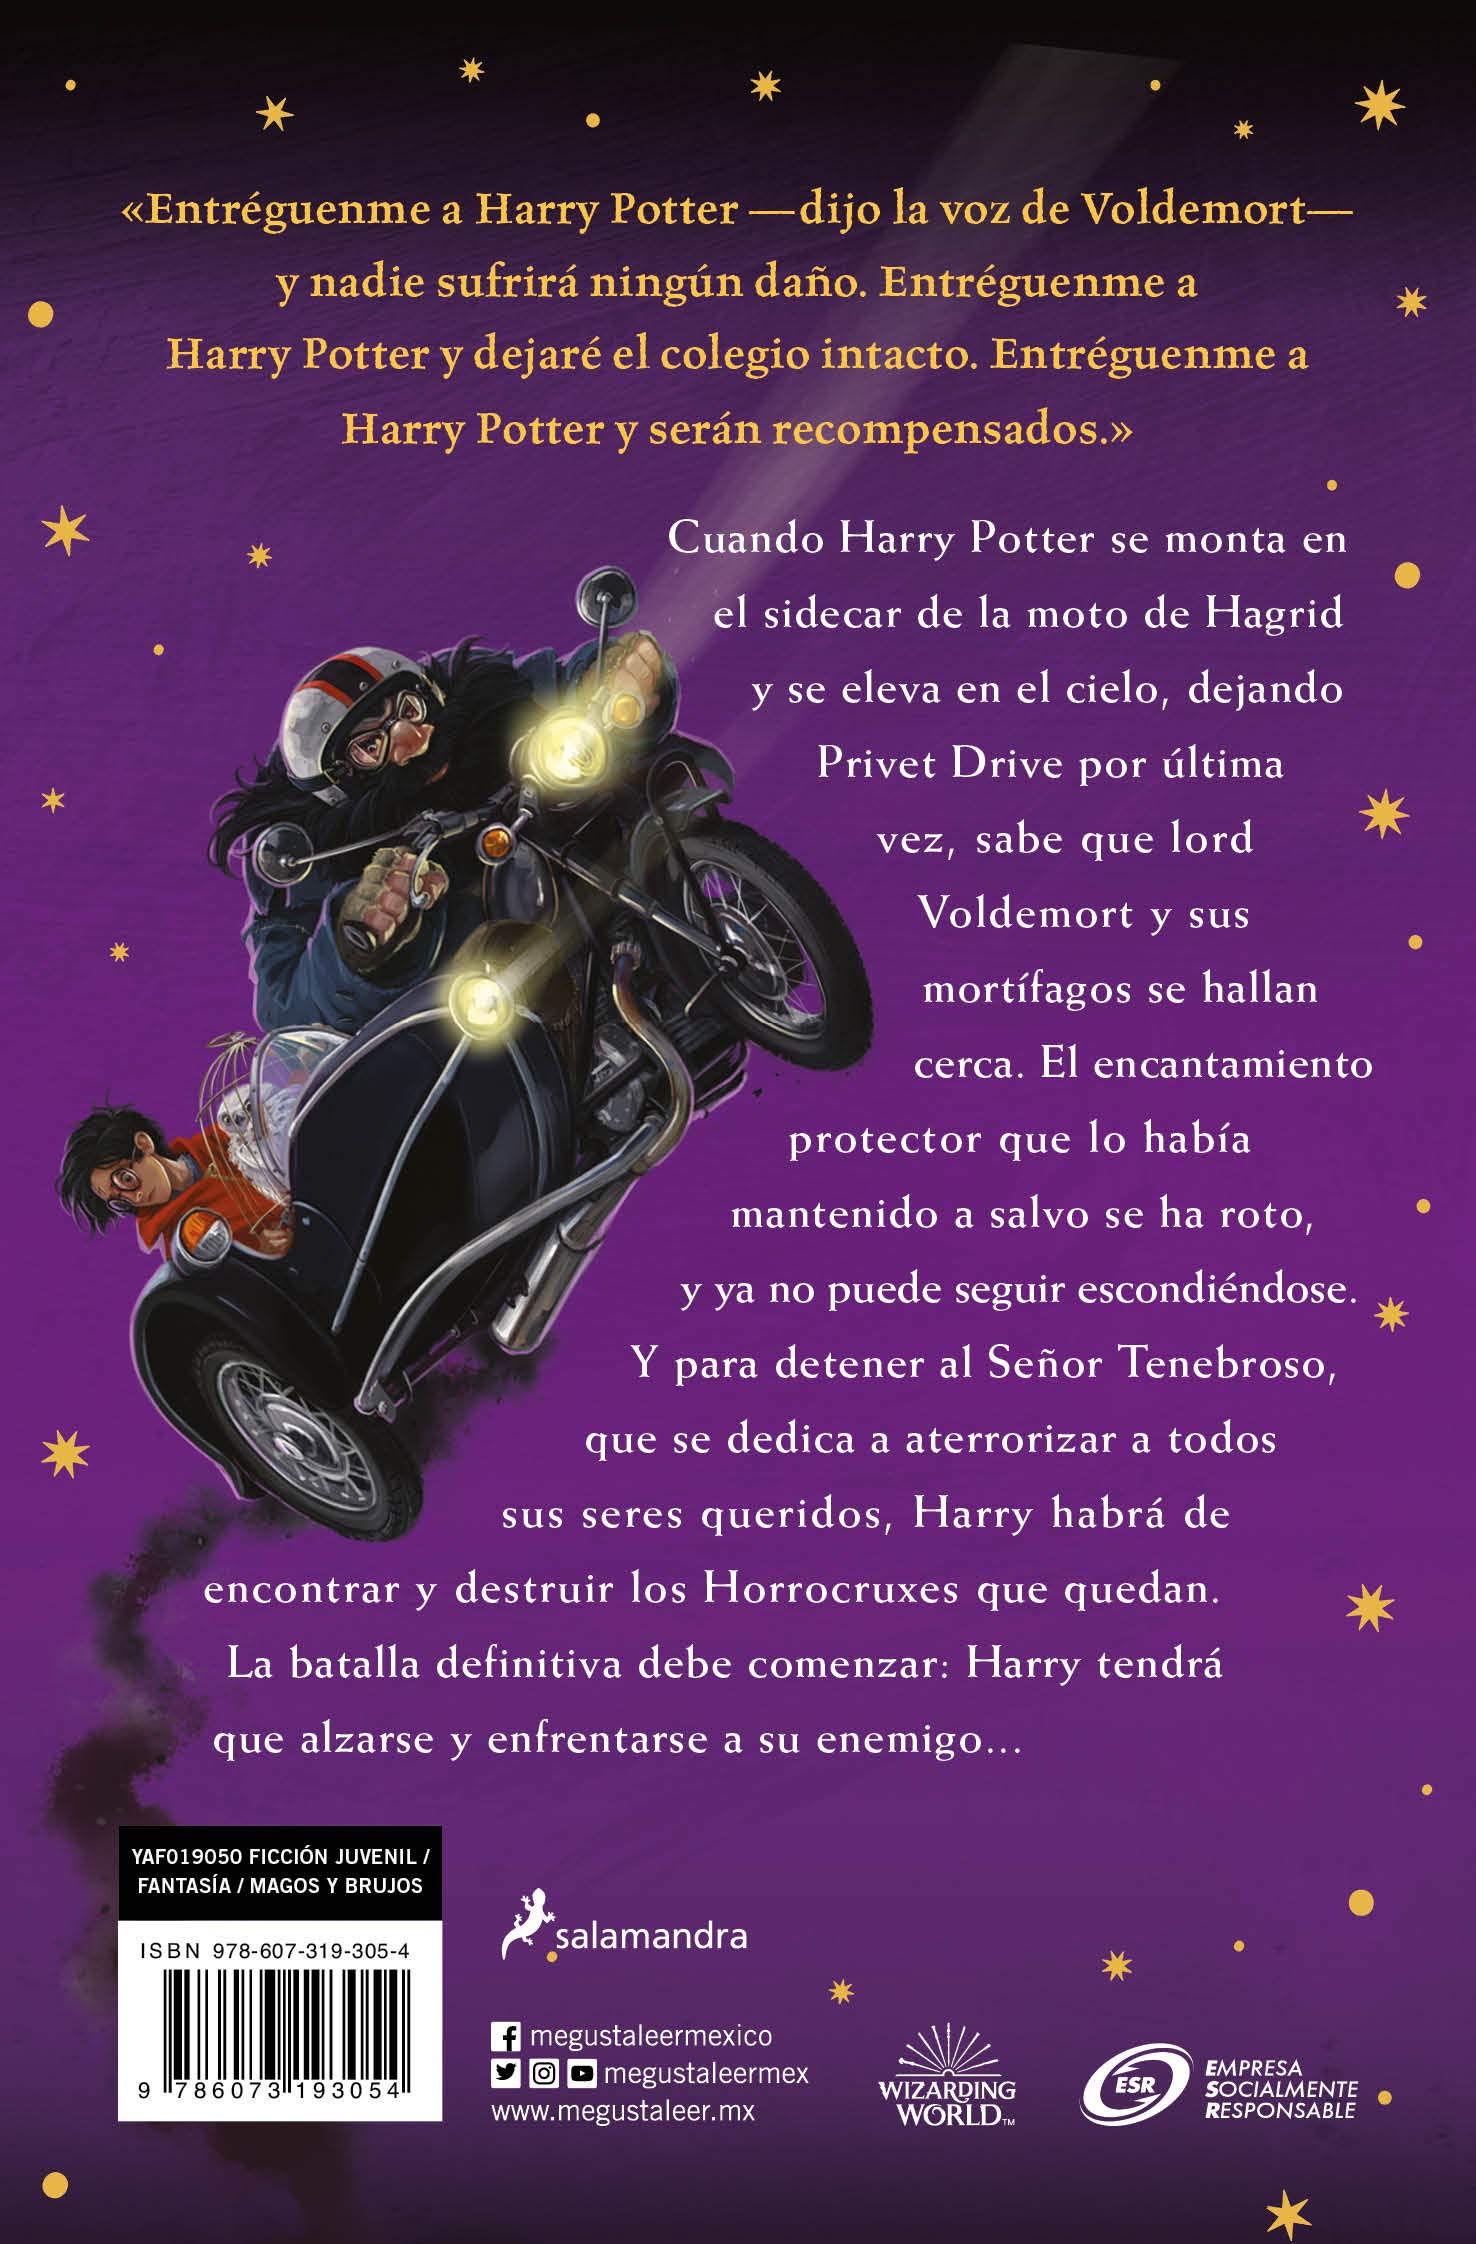 «Entréguenme a Harry Potter —dijo la voz de Voldemort—
y nadie sufrirá ningún daño. Entréguenme a
Harry Potter y dejaré el colegio intacto. Entréguenme a
Harry Potter y serán recompensados.»
Cuando Harry Potter se monta en
el sidecar de la moto de Hagrid
y se eleva en el cielo, dejando
Privet Drive por última
vez, sabe que lord
Voldemort y sus
mortífagos se hallan
cerca. El encantamiento
protector que lo había
mantenido a salvo se ha roto,
y ya no puede seguir escondiéndose.
Y para detener al Señor Tenebroso,
que se dedica a aterrorizar a todos
sus seres queridos, Harry habrá de
encontrar y destruir los Horrocruxes que quedan.
La batalla definitiva debe comenzar: Harry tendrá
que alzarse y enfrentarse a su enemigo...
YAF019050 FICCIÓN JUVENIL /
FANTASÍA / MAGOS Y BRUJOS
ISBN 978-607-319-305-4
9 786073 193054
salamandra
megustaleermexico
megustaleermex
www.megustaleer.mx
WIZARDING
WORLD™
ESR
EMPRESA
SOCIALMENTE
RESPONSABLE